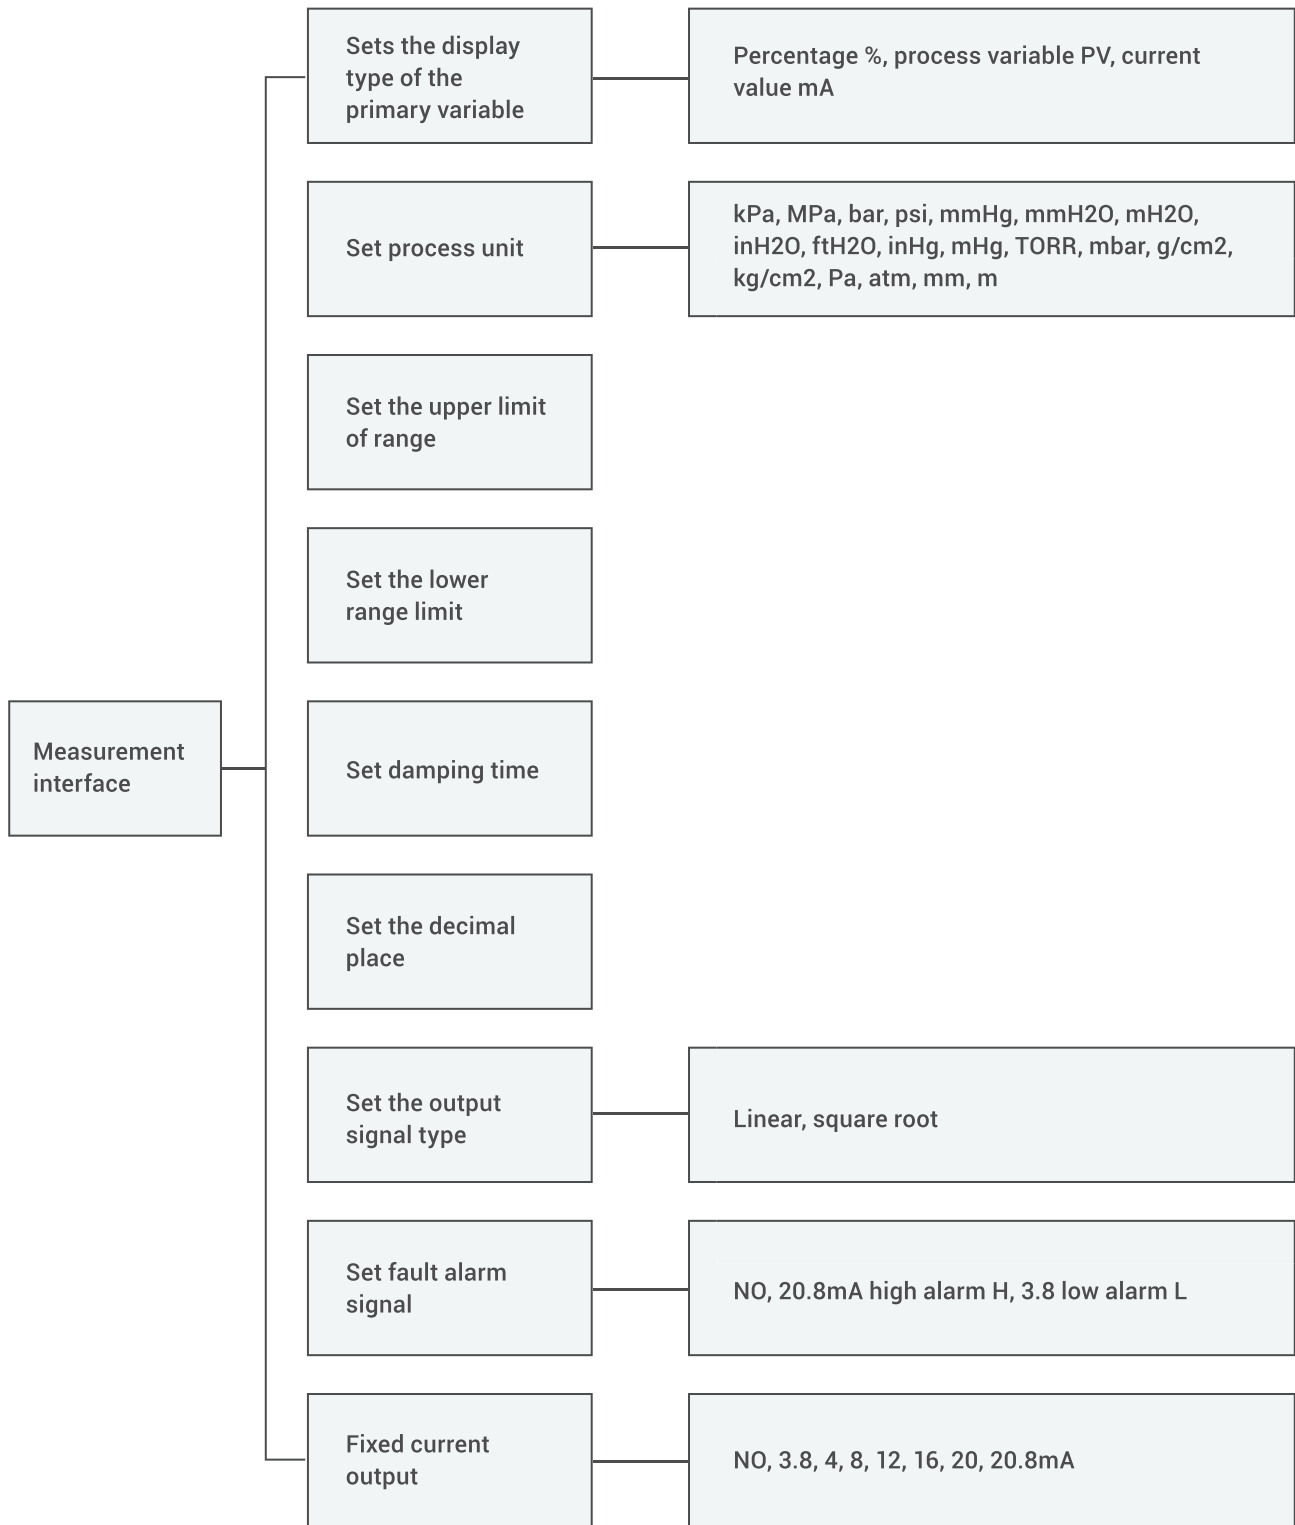 Sets the display
type of the
primary variable
Percentage %, process variable PV, current
value mA
Set process unit
kPa, MPa, bar, psi, mmHg, mmH2O, mH2O,
inH2O, ftH2O, inHg, mHg, TORR, mbar, g/cm2,
kg/cm2, Pa, atm, mm, m
Set the upper limit
of range
Set the lower
range limit
Measurement
interface
Set damping time
Set the decimal
place
Set the output
signal type
Linear, square root
Set fault alarm
signal
NO, 20.8mA high alarm H, 3.8 low alarm L
Fixed current
output
NO, 3.8, 4, 8, 12, 16, 20, 20.8mA